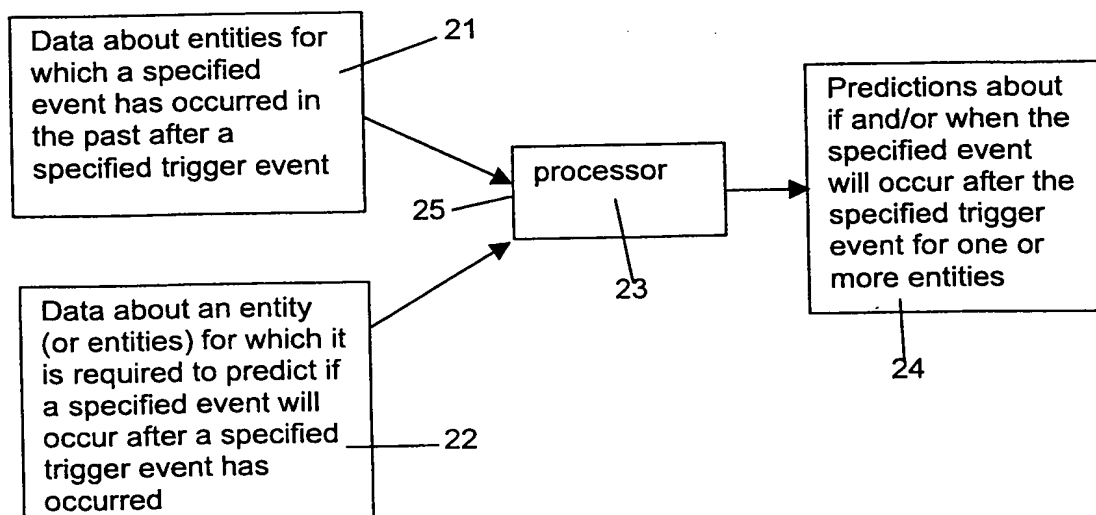 Data about entities for
which a specified
event has occurred in
the past after a
specified trigger event
21
processor
25
23
Predictions about
if and/or when the
specified event
will occur after the
specified trigger
event for one or
more entities
24
Data about an entity
(or entities) for which it
is required to predict if
a specified event will
occur after a specified
trigger event has
occurred
22